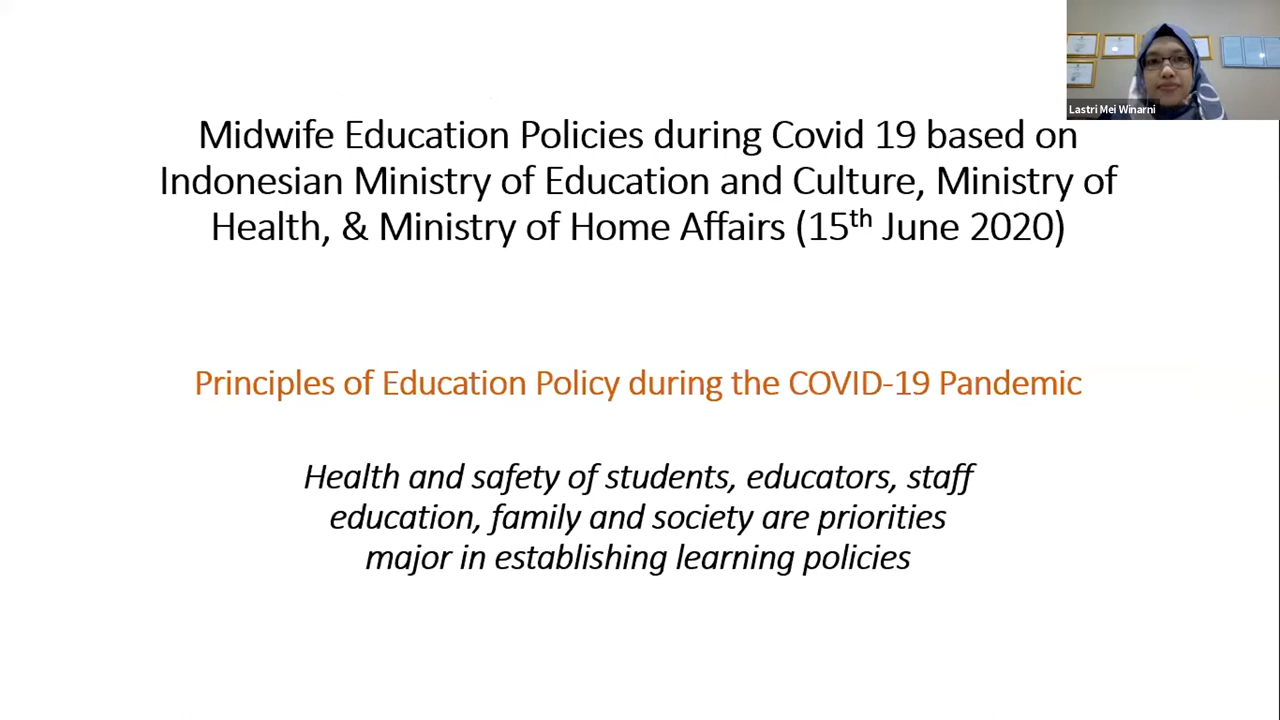 Lastri Mei Winarni
Midwife Education Policies during Covid 19 based on
Indonesian Ministry of Education and Culture, Ministry of
Health, & Ministry of Home Affairs (15th June 2020)
Principles of Education Policy during the COVID-19 Pandemic
Health and safety of students, educators, staff
education, family and society are priorities
major in establishing learning policies